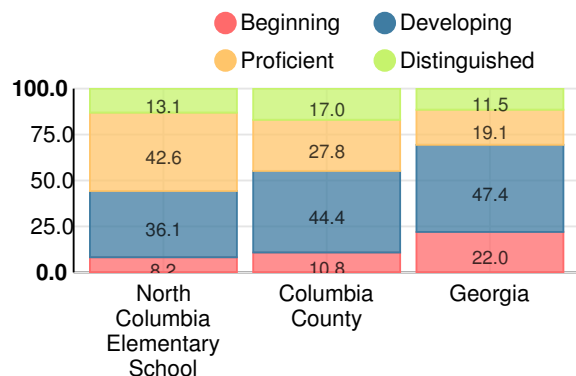 Beginning Developing
Proficient Distinguished
100.0
75.0
50.0
25.0
0.0
13.1 17.0 11.5
42.6 27.8 19.1
36.1 44.4 47.4
8.2 10.8 22.0
North Columbia Elementary School
Columbia County
Georgia